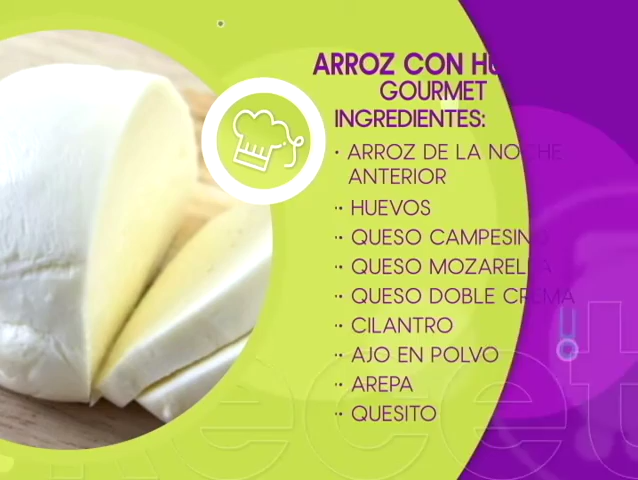 ARROZ CON HU
GOURMET
INGREDIENTES:
· ARROZ DE LA NOCHE
ANTERIOR
·· HUEVOS
·· QUESO CAMPESINO
·· QUESO MOZARELLA
·· QUESO DOBLE CREMA
·· CILANTRO
·· AJO EN POLVO
·· AREPA
·· QUESITO
ecet